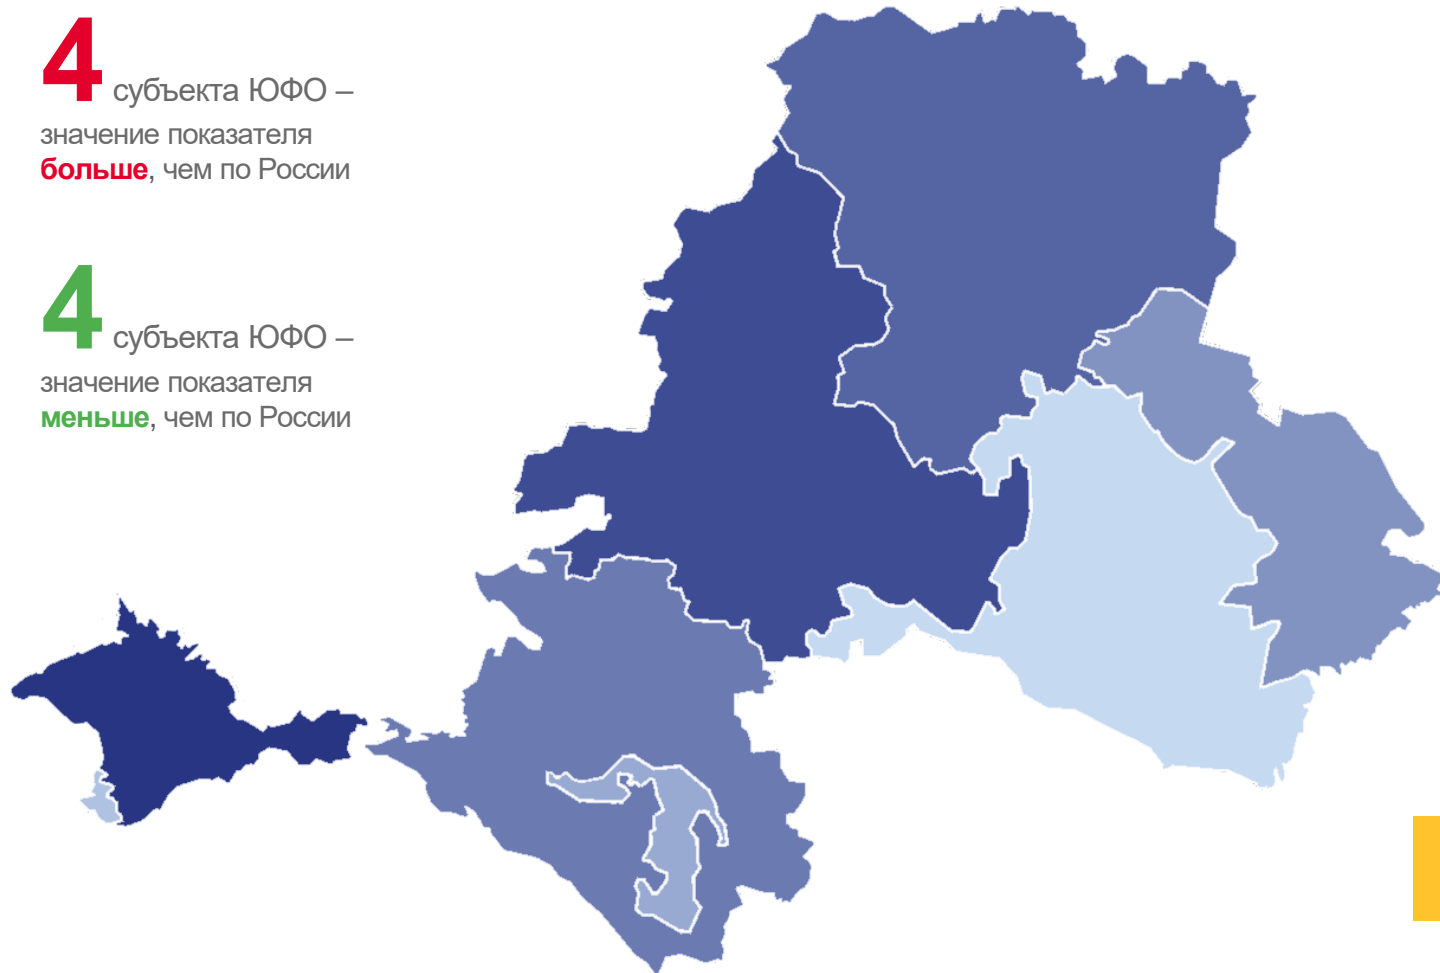 4 субъекта ЮФО –
значение показателя
больше, чем по России
4 субъекта ЮФО –
значение показателя
меньше, чем по России